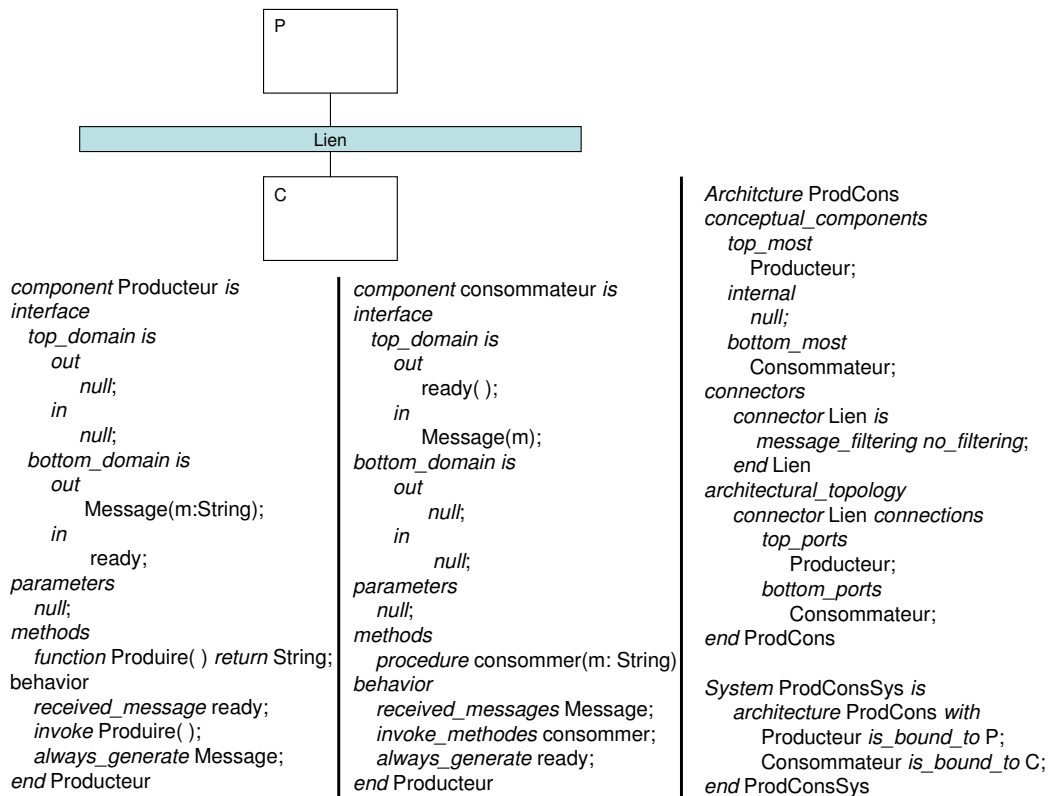 P
Lien
C
component Producteur is
interface
top_domain is
out
null;
in
null;
bottom_domain is
out
Message(m:String);
in
ready;
parameters
null;
methods
function Produire( ) return String;
behavior
received_message ready;
invoke Produire( );
always_generate Message;
end Producteur
component consommateur is
interface
top_domain is
out
ready( );
in
Message(m);
bottom_domain is
out
null;
in
null;
parameters
null;
methods
procedure consommer(m: String)
behavior
received_messages Message;
invoke_methodes consommer;
always_generate ready;
end Producteur
Architcture ProdCons
conceptual_components
top_most
Producteur;
internal
null;
bottom_most
Consommateur;
connectors
connector Lien is
message_filtering no_filtering;
end Lien
architectural_topology
connector Lien connections
top_ports
Producteur;
bottom_ports
Consommateur;
end ProdCons
System ProdConsSys is
architecture ProdCons with
Producteur is_bound_to P;
Consommateur is_bound_to C;
end ProdConsSys